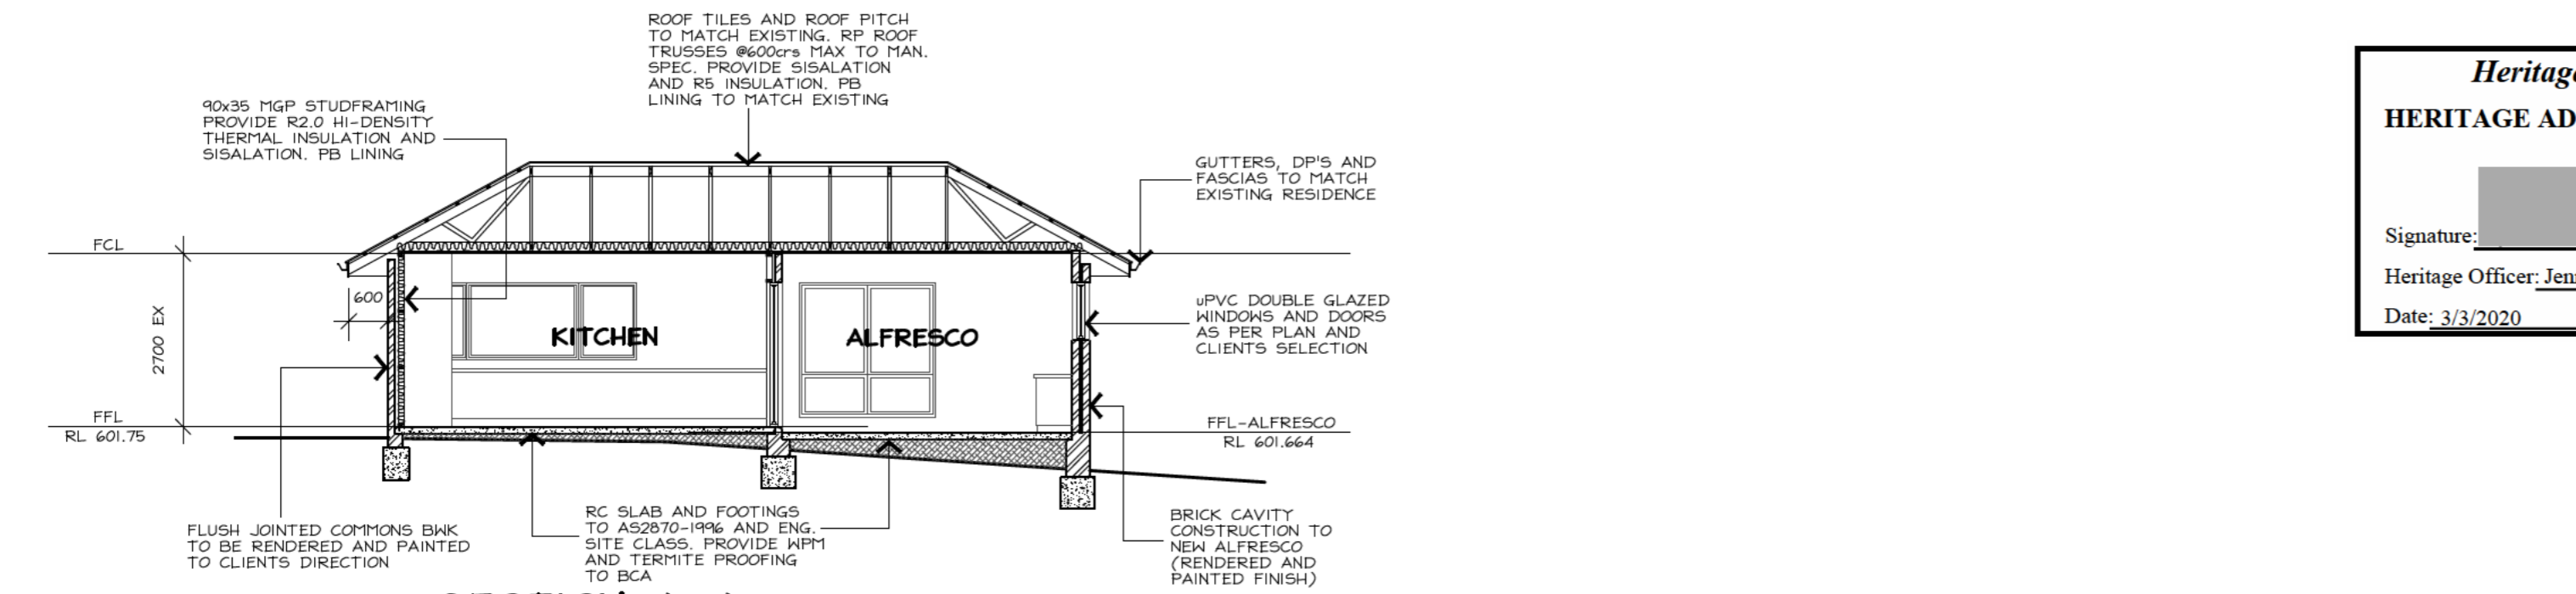 ROOF TILES AND ROOF PITCH
TO MATCH EXISTING. RP ROOF
TRUSSES @600crs MAX TO MAN.
SPEC. PROVIDE SISALATION
AND R5 INSULATION. PB
LINING TO MATCH EXISTING
90x35 MGP STUDFRAMING
PROVIDE R2.0 HI-DENSITY
THERMAL INSULATION AND
SISALATION. PB LINING
GUTTERS, DP'S AND
FASCIAS TO MATCH
EXISTING RESIDENCE
FCL
600
2700 EX
KITCHEN
ALFRESCO
uPVC DOUBLE GLAZED
WINDOWS AND DOORS
AS PER PLAN AND
CLIENTS SELECTION
FFL
RL 601.75
FFL-ALFRESCO
RL 601.664
FLUSH JOINTED COMMONS BWK
TO BE RENDERED AND PAINTED
TO CLIENTS DIRECTION
RC SLAB AND FOOTINGS
TO AS2870-1996 AND ENG.
SITE CLASS. PROVIDE WPM
AND TERMITE PROOFING
TO BCA
BRICK CAVITY
CONSTRUCTION TO
NEW ALFRESCO
(RENDERED AND
PAINTED FINISH)
Heritage
HERITAGE AD
Signature:
Heritage Officer: Jen
Date: 3/3/2020